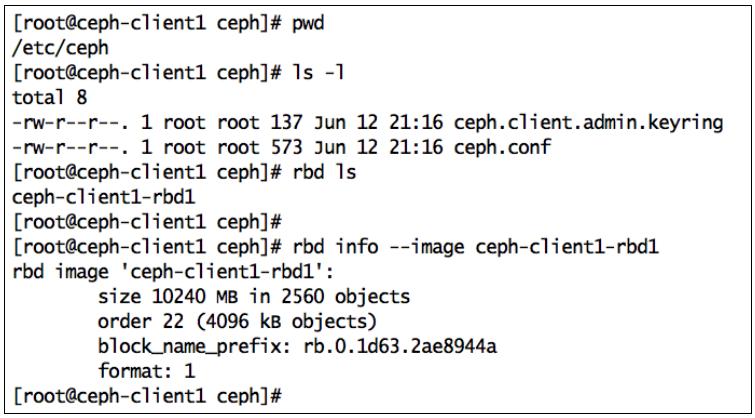 [root@ceph-client1 ceph]# pwd
/etc/ceph
[root@ceph-client1 ceph]# ls -l
total 8
-rw-r--r--. 1 root root 137 Jun 12 21:16 ceph.client.admin.keyring
-rw-r--r--. 1 root root 573 Jun 12 21:16 ceph.conf
[root@ceph-client1 ceph]# rbd ls
ceph-client1-rbd1
[root@ceph-client1 ceph]#
[root@ceph-client1 ceph]# rbd info --image ceph-client1-rbd1
rbd image 'ceph-client1-rbd1':
        size 10240 MB in 2560 objects
        order 22 (4096 kB objects)
        block_name_prefix: rb.0.1d63.2ae8944a
        format: 1
[root@ceph-client1 ceph]#